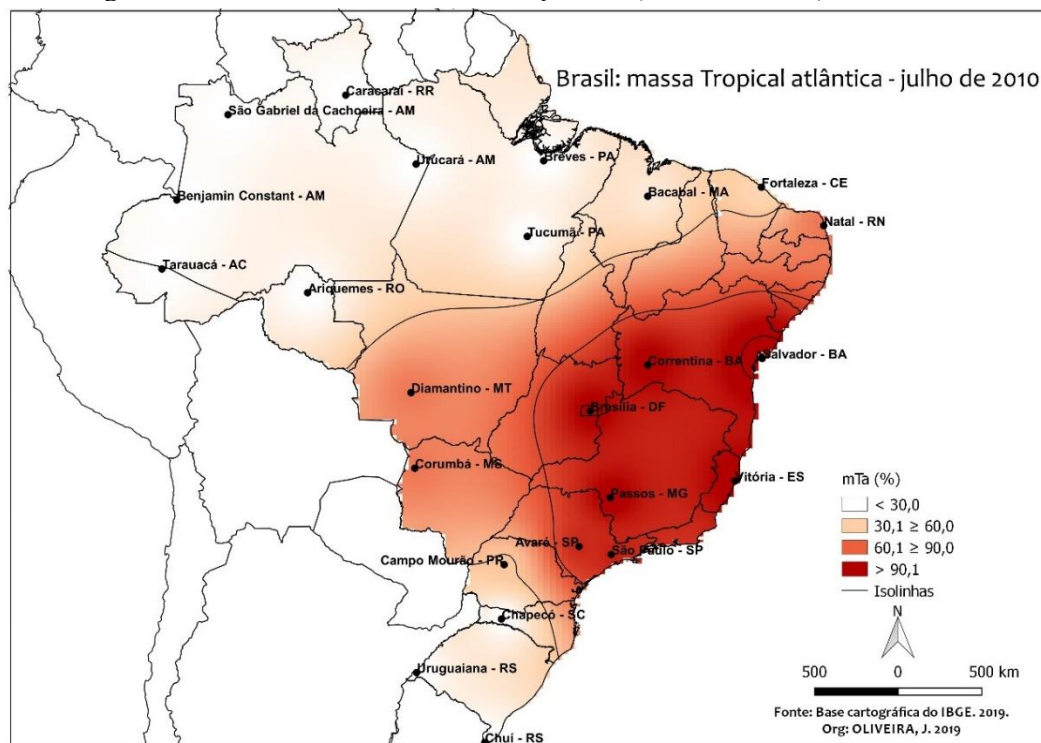 Brasil: massa Tropical atlântica - julho de 2010
Caracaraí - RR
São Gabriel da Cachoeira - AM
Urucará - AM
Breves - PA
Bacabal - MA
Fortaleza - CE
Benjamin Constant - AM
Natal - RN
Tucumã - PA
Tarauacá - AC
Ariquemes - RO
Salvador - BA
Correntina - BA
Diamantino - MT
Brasília - DF
Corumbá - MS
Vitória - ES
Passos - MG
mTa (%)
< 30,0
30,1 ≥ 60,0
60,1 ≥ 90,0
> 90,1
Isolinhas
Avaré - SP
São Paulo - SP
Campo Mourão - PR
Chapecó - SC
N
Uruguaiana - RS
500 0 500 km
Fonte: Base cartográfica do IBGE. 2019.
Org: OLIVEIRA, J. 2019
Chuí - RS